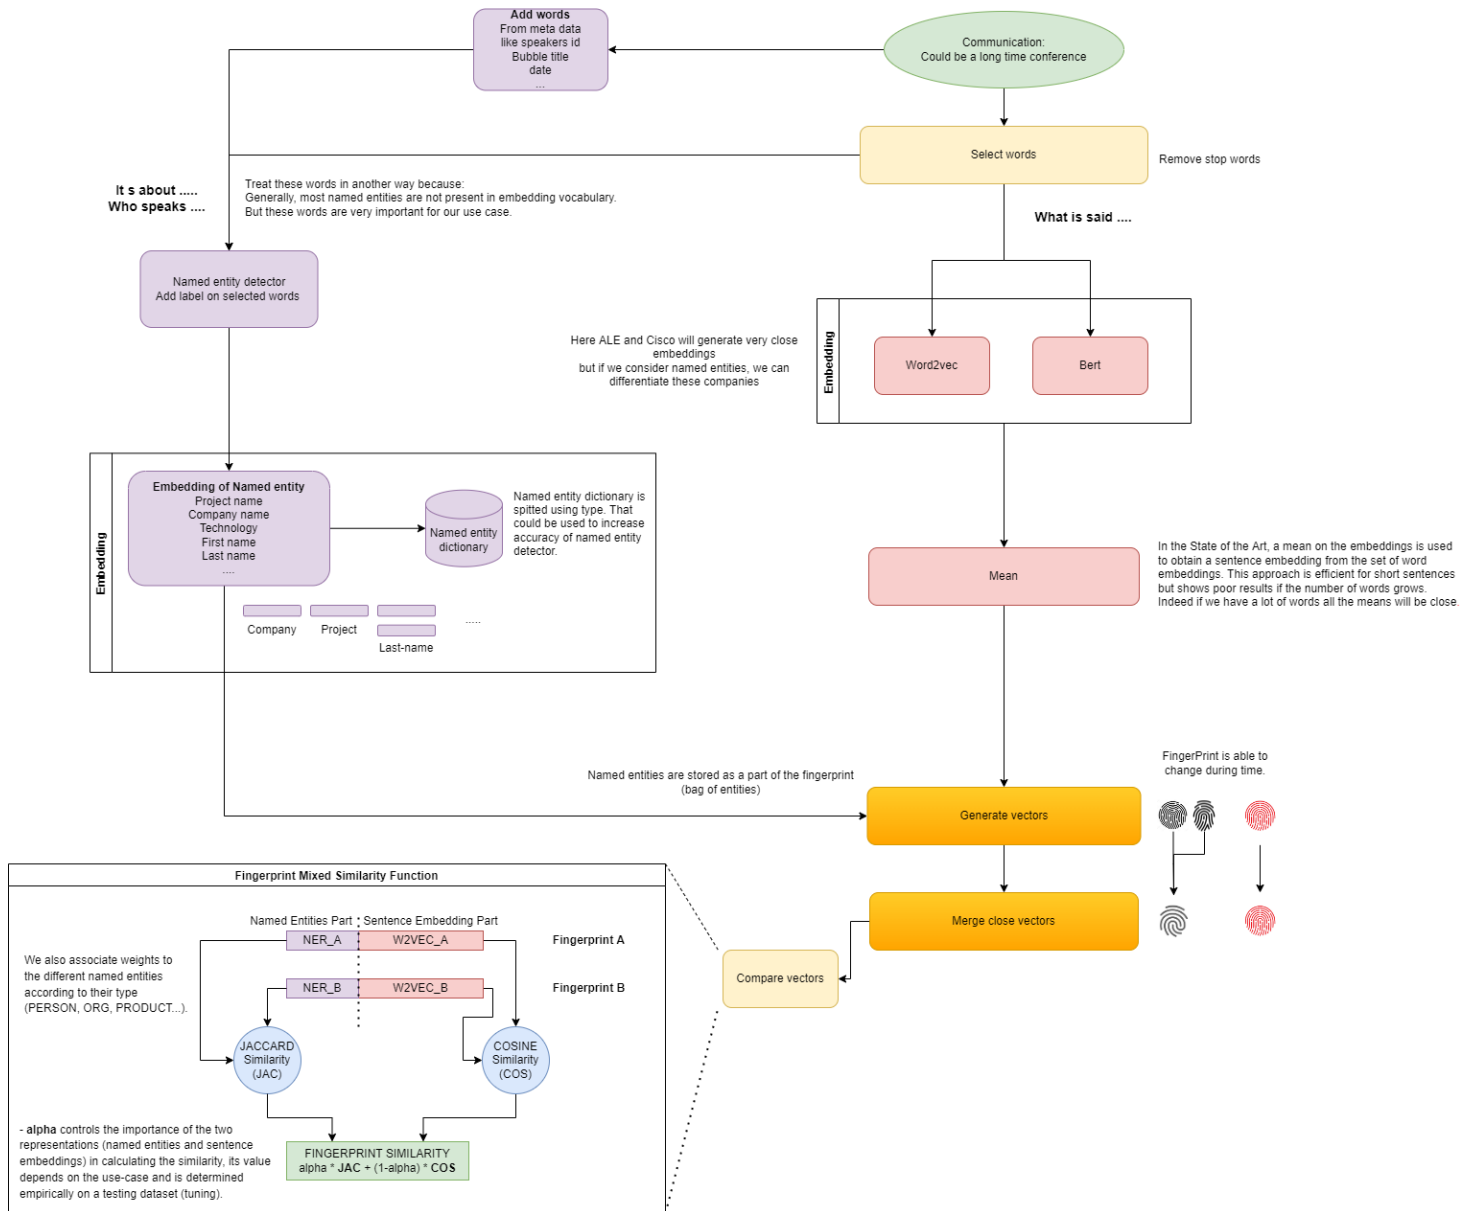 Add words
From meta data
like speakers id
Bubble title
date
...
Communication:
Could be a long time conference
Select words
Remove stop words
It s about .....
Who speaks ....
Treat these words in another way because:
Generally, most named entities are not present in embedding vocabulary.
But these words are very important for our use case.
What is said ....
Named entity detector
Add label on selected words
Here ALE and Cisco will generate very close
embeddings
but if we consider named entities, we can
differentiate these companies
Embedding
Word2vec
Bert
Embedding
Embedding of Named entity
Project name
Company name
Technology
First name
Last name
....
Named entity
dictionary
Named entity dictionary is
spitted using type. That
could be used to increase
accuracy of named entity
detector.
Company
Project
Last-name
.....
Mean
In the State of the Art, a mean on the embeddings is used
to obtain a sentence embedding from the set of word
embeddings. This approach is efficient for short sentences
but shows poor results if the number of words grows.
Indeed if we have a lot of words all the means will be close.
Named entities are stored as a part of the fingerprint
(bag of entities)
FingerPrint is able to
change during time.
Generate vectors
Merge close vectors
Compare vectors
Fingerprint Mixed Similarity Function
Named Entities Part
Sentence Embedding Part
NER_A
W2VEC_A
Fingerprint A
We also associate weights to
the different named entities
according to their type
(PERSON, ORG, PRODUCT...).
NER_B
W2VEC_B
Fingerprint B
JACCARD
Similarity
(JAC)
COSINE
Similarity
(COS)
- alpha controls the importance of the two
representations (named entities and sentence
embeddings) in calculating the similarity, its value
depends on the use-case and is determined
empirically on a testing dataset (tuning).
FINGERPRINT SIMILARITY
alpha * JAC + (1-alpha) * COS